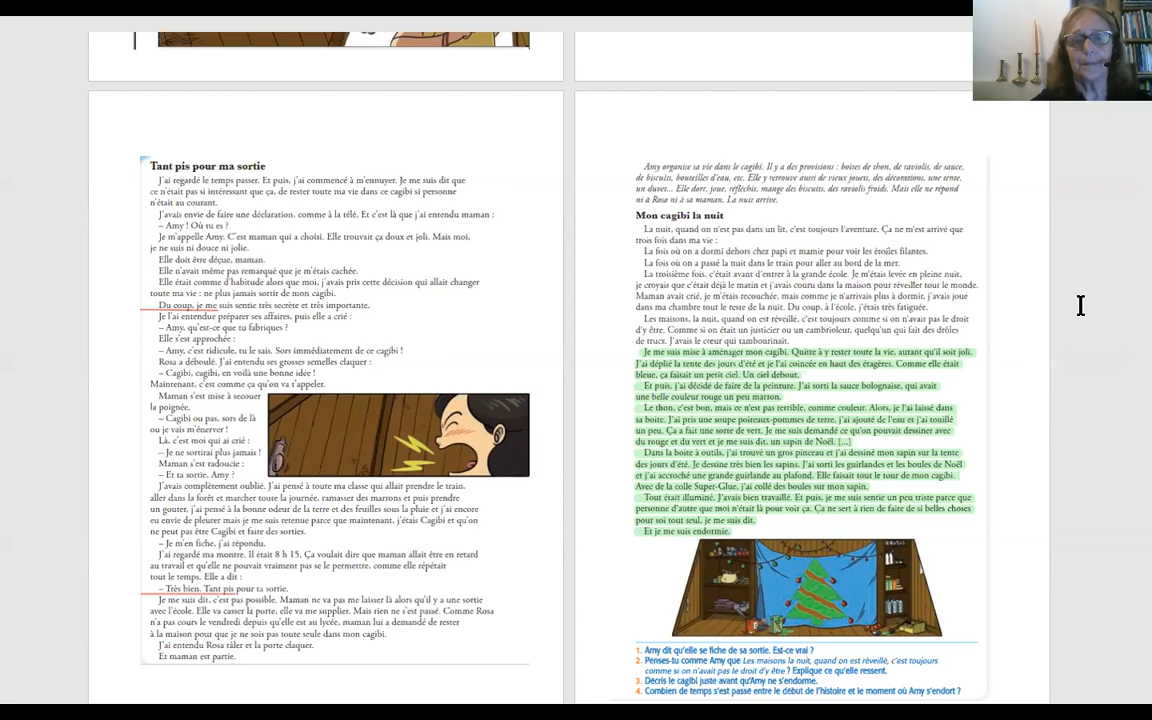 Tant pis pour ma sortie
J'ai regardé le temps passer. Et puis, j'ai commencé à m'ennuyer. Je me suis dit que
ce n'était pas si intéressant que ça, de rester toute ma vie dans ce cagibi si personne
n'était au courant.
J'avais envie de faire une déclaration, comme à la télé. Et c'est là que j'ai entendu maman :
– Amy ! Où tu es ?
Je m'appelle Amy. C'est maman qui a choisi. Elle trouvait ça doux et joli. Mais moi,
je ne suis ni douce ni jolie.
Elle doit être déçue, maman.
Elle n'avait même pas remarqué que je m'étais cachée.
Elle était comme d'habitude alors que moi, j'avais pris cette décision qui allait changer
toute ma vie : ne plus jamais sortir de mon cagibi.
Du coup, je me suis sentie très secrète et très importante.
Je l'ai entendue préparer ses affaires, puis elle a crié :
– Amy, qu'est-ce que tu fabriques ?
Elle s'est approchée :
– Amy, c'est ridicule, tu le sais. Sors immédiatement de ce cagibi !
Rosa a déboulé. J'ai entendu ses grosses semelles claquer :
– Cagibi, cagibi, en voilà une bonne idée !
Maintenant, c'est comme ça qu'on va t'appeler.
Maman s'est mise à secouer
la poignée.
– Cagibi ou pas, sors de là
ou je vais m'énerver !
Là, c'est moi qui ai crié :
– Je ne sortirai plus jamais !
Maman s'est radoucie :
– Et ta sortie, Amy ?
J'avais complètement oublié. J'ai pensé à toute ma classe qui allait prendre le train,
aller dans la forêt et marcher toute la journée, ramasser des marrons et puis prendre
un gouter, j'ai pensé à la bonne odeur de la terre et des feuilles sous la pluie et j'ai encore
eu envie de pleurer mais je me suis retenue parce que maintenant, j'étais Cagibi et qu'on
ne peut pas être Cagibi et faire des sorties.
– Je m'en fiche, j'ai répondu.
J'ai regardé ma montre. Il était 8 h 15. Ça voulait dire que maman allait être en retard
au travail et qu'elle ne pouvait vraiment pas se le permettre, comme elle répétait
tout le temps. Elle a dit :
– Très bien. Tant pis pour ta sortie.
Je me suis dit, c'est pas possible. Maman ne va pas me laisser là alors qu'il y a une sortie
avec l'école. Elle va casser la porte, elle va me supplier. Mais rien ne s'est passé. Comme Rosa
n'a pas cours le vendredi depuis qu'elle est au lycée, maman lui a demandé de rester
à la maison pour que je ne sois pas toute seule dans mon cagibi.
J'ai entendu Rosa râler et la porte claquer.
Et maman est partie.
Amy organise sa vie dans le cagibi. Il y a des provisions : boites de thon, de raviolis, de sauce,
de biscuits, bouteilles d'eau, etc. Elle y retrouve aussi de vieux jouets, des décorations, une tente,
un duvet... Elle dort, joue, réfléchit, mange des biscuits, des raviolis froids. Mais elle ne répond
ni à Rosa ni à sa maman. La nuit arrive.
Mon cagibi la nuit
La nuit, quand on n'est pas dans un lit, c'est toujours l'aventure. Ça ne m'est arrivé que
trois fois dans ma vie :
La fois où on a dormi dehors chez papi et mamie pour voir les étoiles filantes.
La fois où on a passé la nuit dans le train pour aller au bord de la mer.
La troisième fois, c'était avant d'entrer à la grande école. Je m'étais levée en pleine nuit,
je croyais que c'était déjà le matin et j'avais couru dans la maison pour réveiller tout le monde.
Maman avait crié, je m'étais recouchée, mais comme je n'arrivais plus à dormir, j'avais joué
dans ma chambre tout le reste de la nuit. Du coup, à l'école, j'étais très fatiguée.
Les maisons, la nuit, quand on est réveillé, c'est toujours comme si on n'avait pas le droit
d'y être. Comme si on était un justicier ou un cambrioleur, quelqu'un qui fait des drôles
de trucs. J'avais le cœur qui tambourinait.
Je me suis mise à aménager mon cagibi. Quitte à y rester toute la vie, autant qu'il soit joli.
J'ai déplié la tente des jours d'été et je l'ai coincée en haut des étagères. Comme elle était
bleue, ça faisait un petit ciel. Un ciel debout.
Et puis, j'ai décidé de faire de la peinture. J'ai sorti la sauce bolognaise, qui avait
une belle couleur rouge un peu marron.
Le thon, c'est bon, mais ce n'est pas terrible, comme couleur. Alors, je l'ai laissé dans
sa boite. J'ai pris une soupe poireaux-pommes de terre, j'ai ajouté de l'eau et j'ai touillé
un peu. Ça a fait une sorte de vert. Je me suis demandé ce qu'on pouvait dessiner avec
du rouge et du vert et je me suis dit, un sapin de Noël. [...]
Dans la boite à outils, j'ai trouvé un gros pinceau et j'ai dessiné mon sapin sur la tente
des jours d'été. Je dessine très bien les sapins. J'ai sorti les guirlandes et les boules de Noël
et j'ai accroché une grande guirlande au plafond. Elle faisait tout le tour de mon cagibi.
Avec de la colle Super-Glue, j'ai collé des boules sur mon sapin.
Tout était illuminé. J'avais bien travaillé. Et puis, je me suis sentie un peu triste parce que
personne d'autre que moi n'était là pour voir ça. Ça ne sert à rien de faire de si belles choses
pour soi tout seul, je me suis dit.
Et je me suis endormie.
1. Amy dit qu'elle se fiche de sa sortie. Est-ce vrai ?
2. Penses-tu comme Amy que Les maisons la nuit, quand on est réveillé, c'est toujours
comme si on n'avait pas le droit d'y être ? Explique ce qu'elle ressent.
3. Décris le cagibi juste avant qu'Amy ne s'endorme.
4. Combien de temps s'est passé entre le début de l'histoire et le moment où Amy s'endort ?